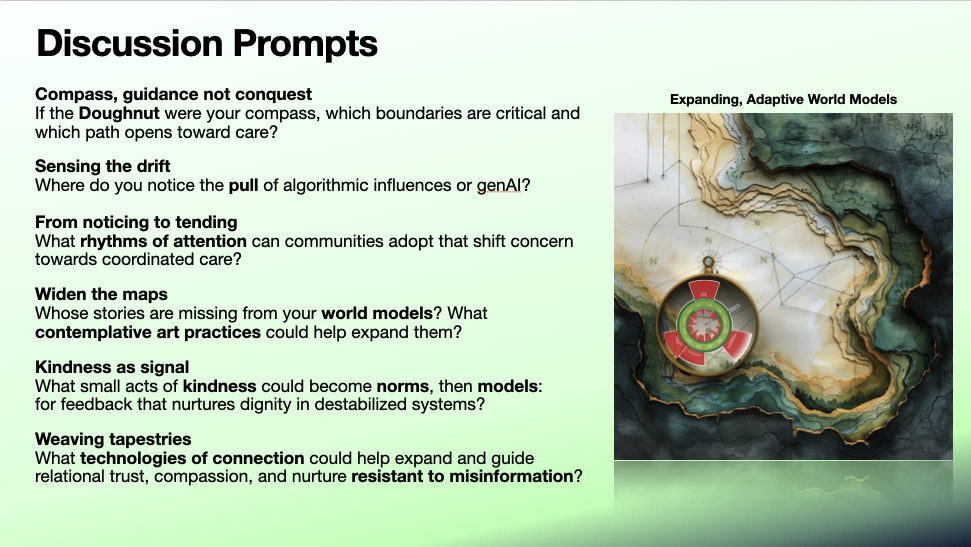 Discussion Prompts
Compass, guidance not conquest
If the Doughnut were your compass, which boundaries are critical and
which path opens toward care?
Sensing the drift
Where do you notice the pull of algorithmic influences or genAI?
From noticing to tending
What rhythms of attention can communities adopt that shift concern
towards coordinated care?
Widen the maps
Whose stories are missing from your world models? What
contemplative art practices could help expand them?
Kindness as signal
What small acts of kindness could become norms, then models:
for feedback that nurtures dignity in destabilized systems?
Weaving tapestries
What technologies of connection could help expand and guide
relational trust, compassion, and nurture resistant to misinformation?
Expanding, Adaptive World Models
N
N
N